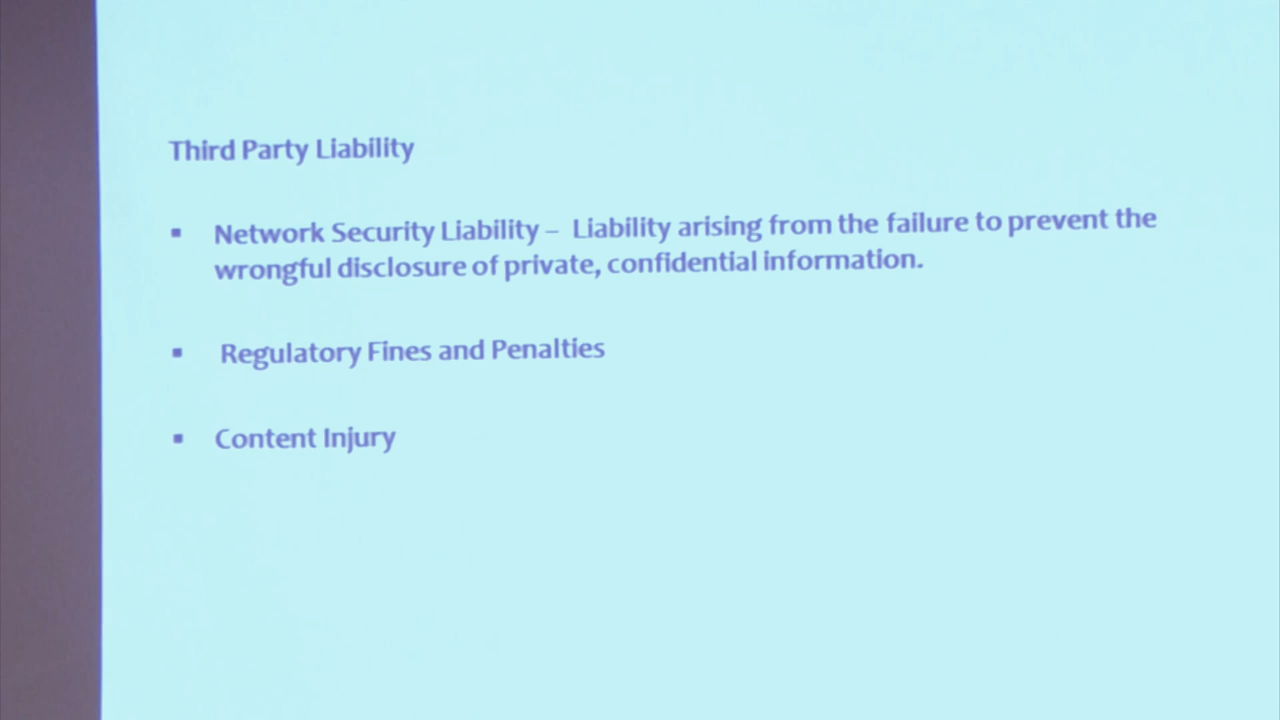 Third Party Liability
▪ Network Security Liability – Liability arising from the failure to prevent the
wrongful disclosure of private, confidential information.
▪ Regulatory Fines and Penalties
▪ Content Injury